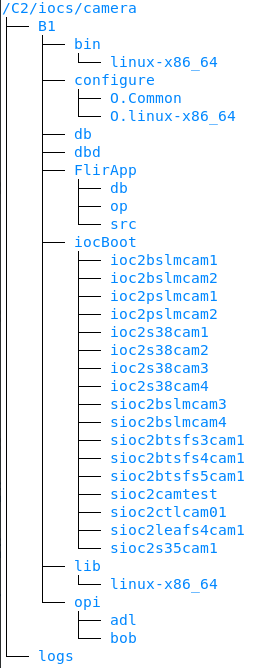 /C2/iocs/camera
B1
bin
linux-x86_64
configure
O.Common
O.linux-x86_64
db
dbd
FlirApp
db
op
src
iocBoot
ioc2bslmcam1
ioc2bslmcam2
ioc2pslmcam1
ioc2pslmcam2
ioc2s38cam1
ioc2s38cam2
ioc2s38cam3
ioc2s38cam4
sioc2bslmcam3
sioc2bslmcam4
sioc2btsfs3cam1
sioc2btsfs4cam1
sioc2btsfs5cam1
sioc2camtest
sioc2ctlcam01
sioc2leafs4cam1
sioc2s35cam1
lib
linux-x86_64
opi
adl
bob
logs